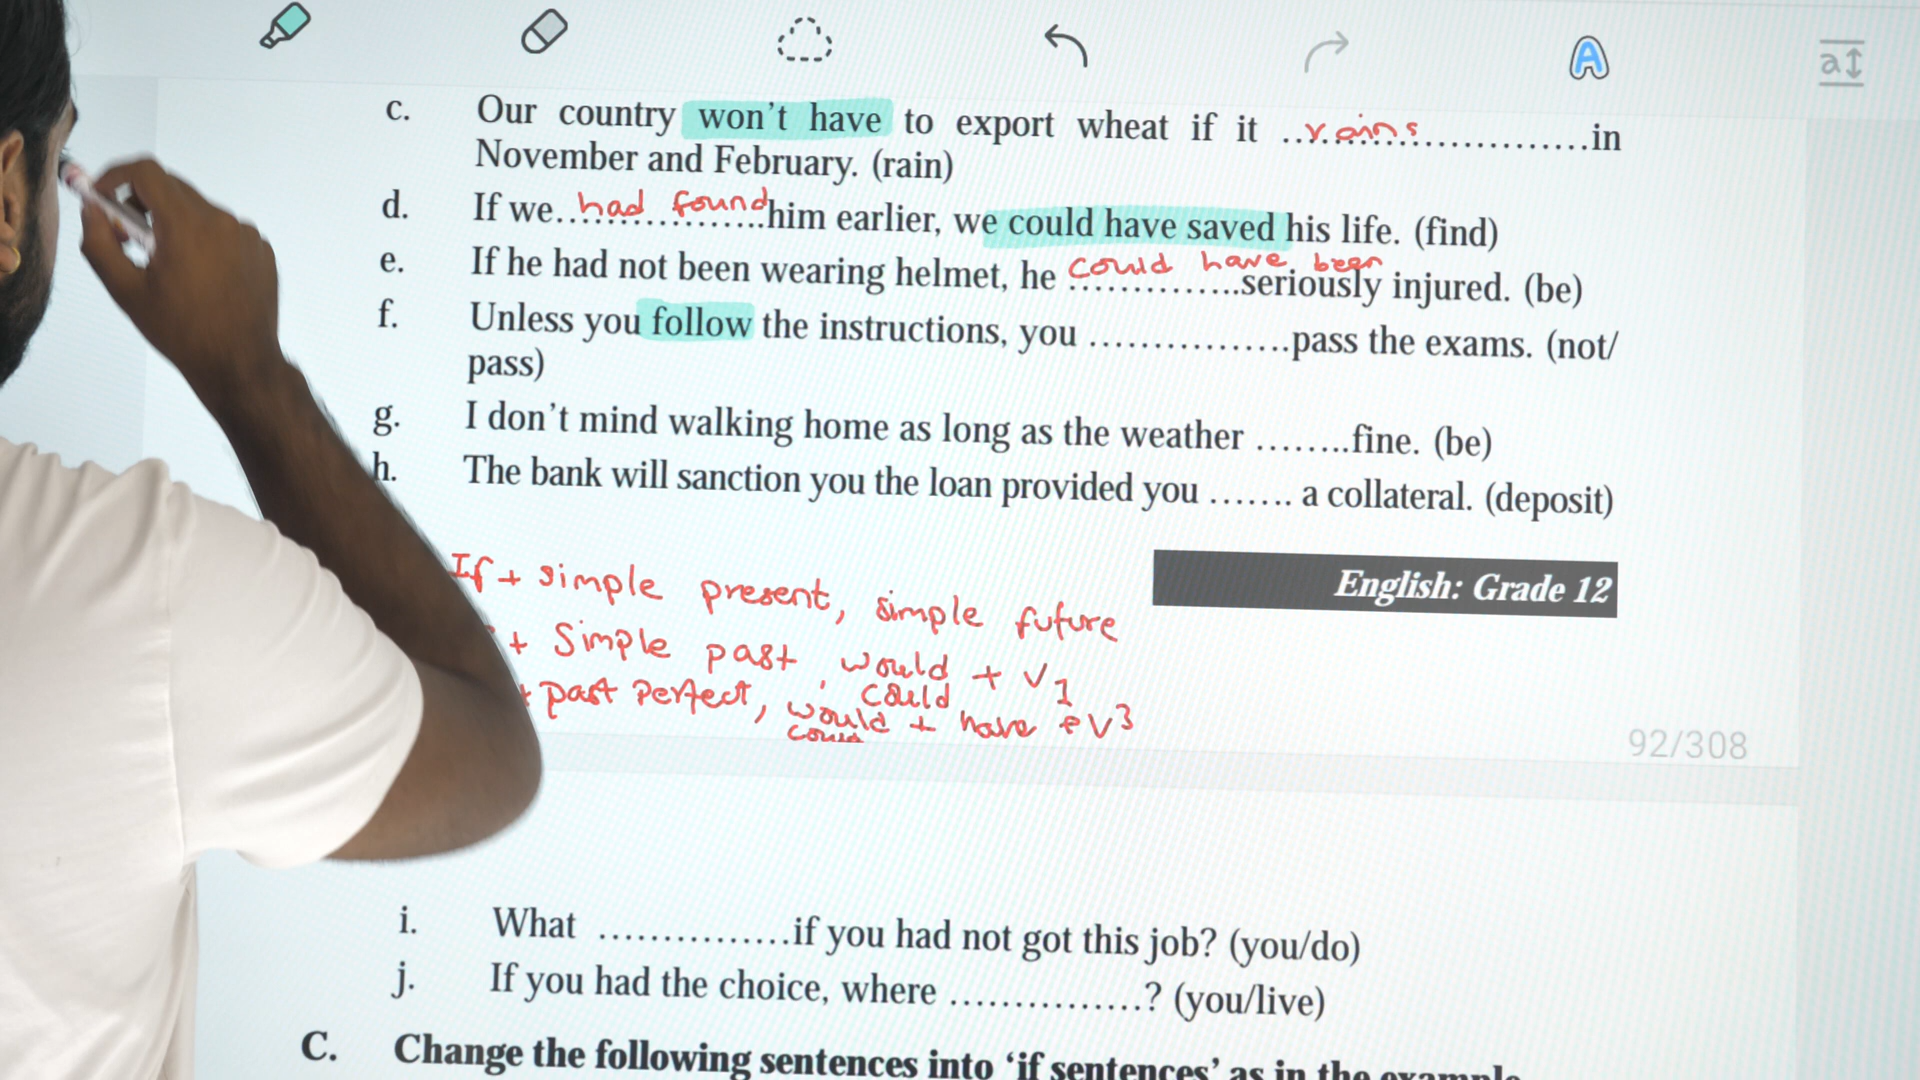 a
c. Our country won't have to export wheat if it ..rains..........................in
November and February. (rain)
d. If we..had found..him earlier, we could have saved his life. (find)
e. If he had not been wearing helmet, he could have been ..............seriously injured. (be)
f. Unless you follow the instructions, you ................pass the exams. (not/
pass)
g. I don't mind walking home as long as the weather ........fine. (be)
h. The bank will sanction you the loan provided you ....... a collateral. (deposit)
If + simple present, simple future
English: Grade 12
+ Simple past, would + V1
could
+ past Perfect, would + have + V3
could
92/308
i. What ...............if you had not got this job? (you/do)
j. If you had the choice, where ...............? (you/live)
C. Change the following sentences into 'if sentences' as in the example